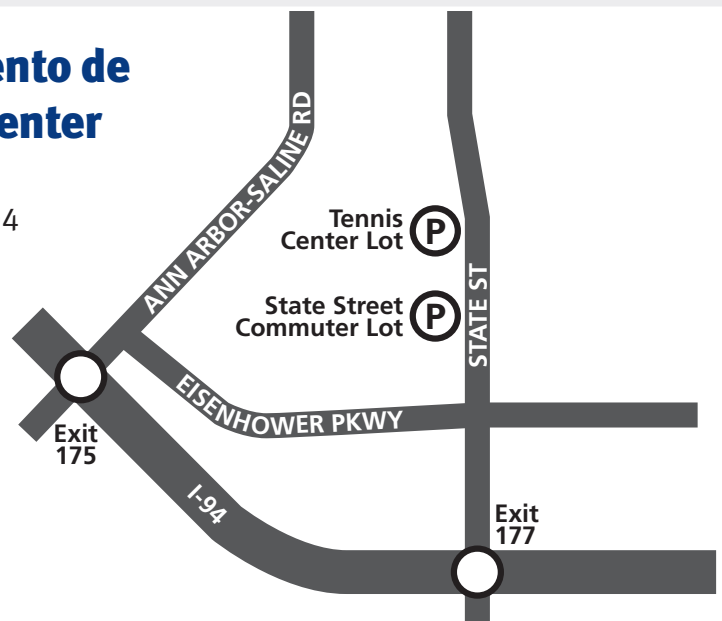 ento de
enter
4
ANN ARBOR-SALINE RD
Tennis
Center Lot
P
State Street
Commuter Lot
P
STATE ST
EISENHOWER PKWY
Exit
175
I-94
Exit
177